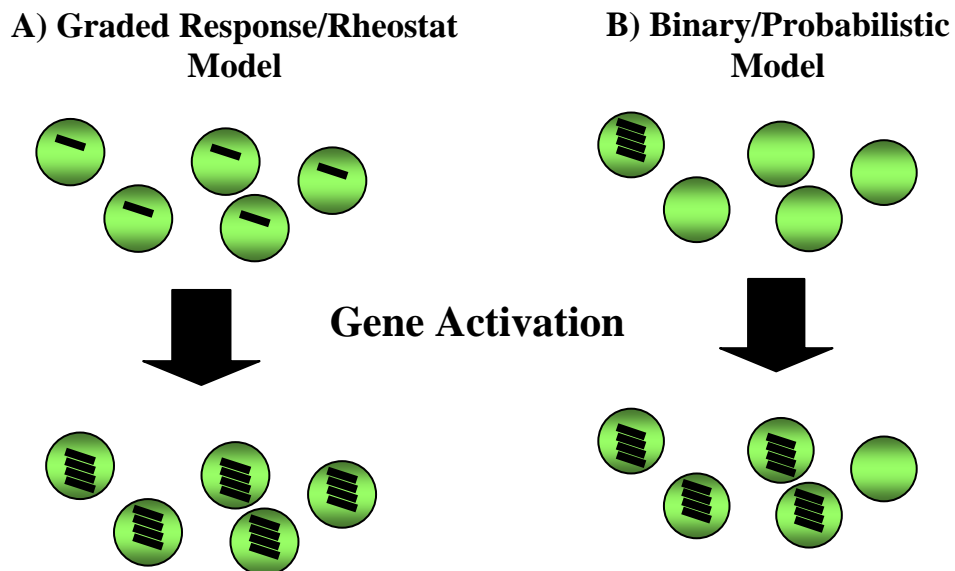 A) Graded Response/Rheostat
Model
B) Binary/Probabilistic
Model
Gene Activation